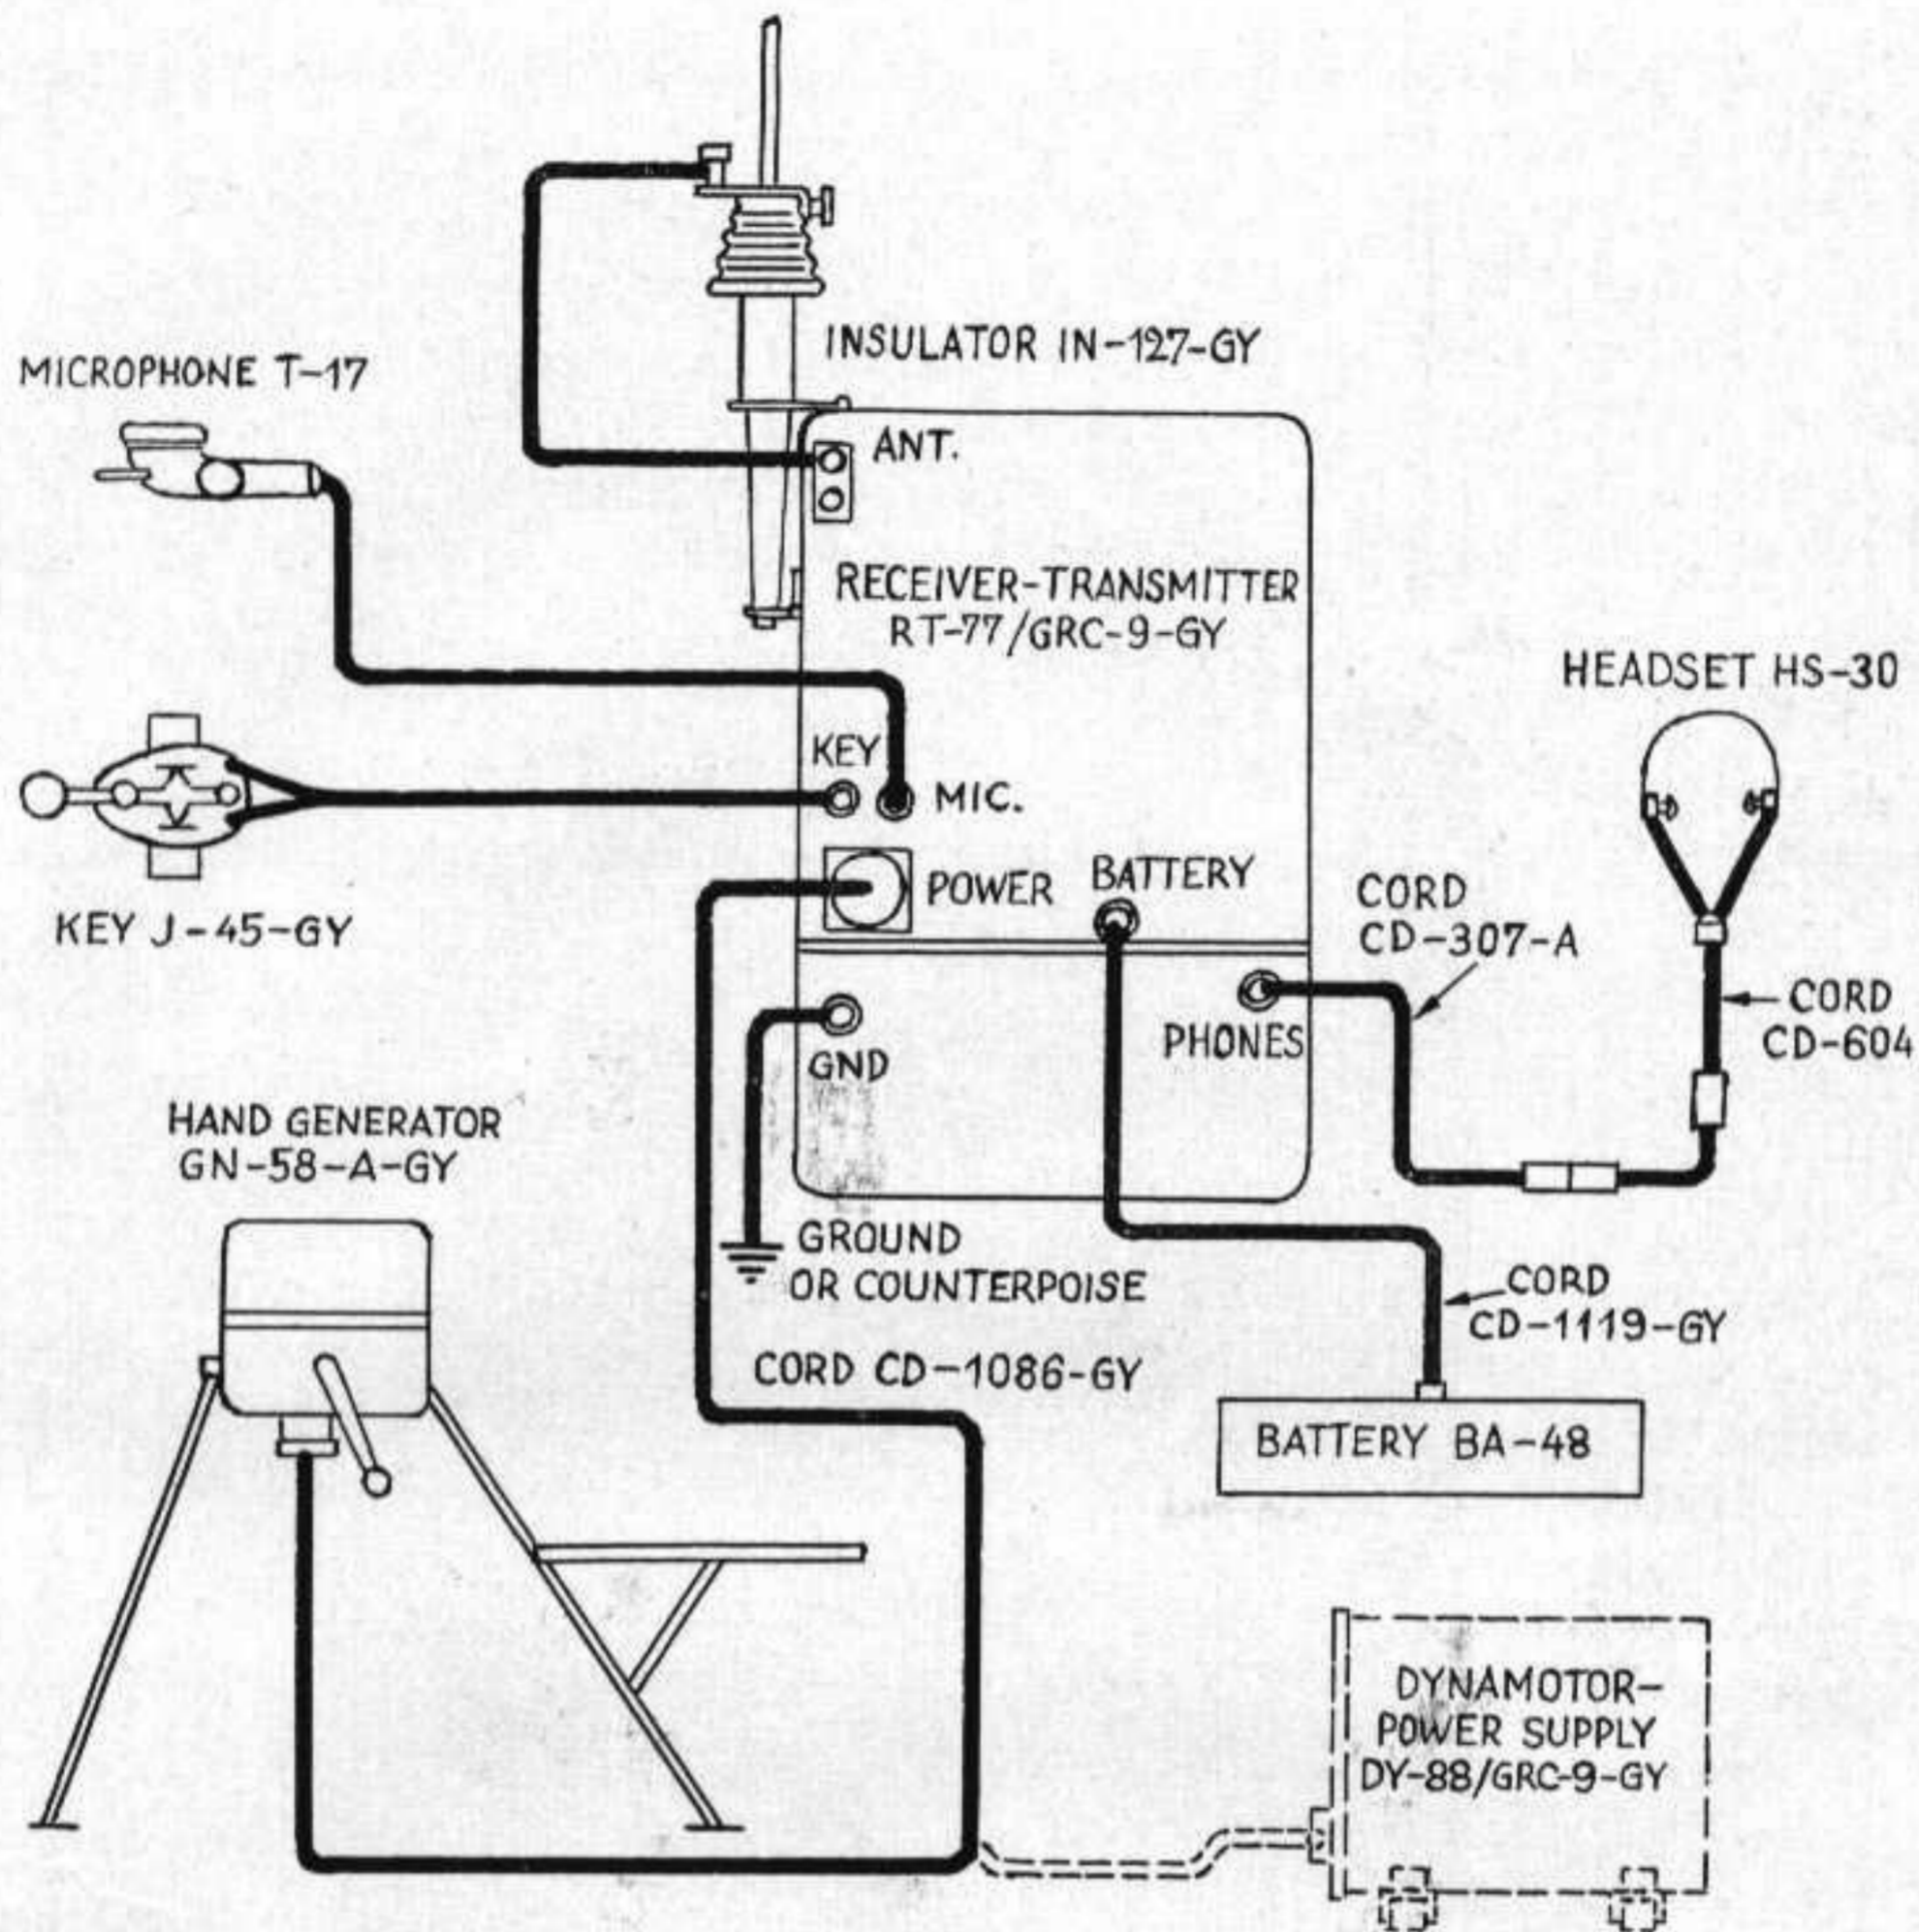 INSULATOR IN-127-GY
MICROPHONE T-17
ANT.
RECEIVER-TRANSMITTER
RT-77/GRC-9-GY
HEADSET HS-30
KEY
MIC.
KEY J-45-GY
POWER
BATTERY
CORD
CD-307-A
CORD
CD-604
PHONES
GND
HAND GENERATOR
GN-58-A-GY
GROUND
OR COUNTERPOISE
CORD
CD-1119-GY
CORD CD-1086-GY
BATTERY BA-48
DYNAMOTOR-
POWER SUPPLY
DY-88/GRC-9-GY